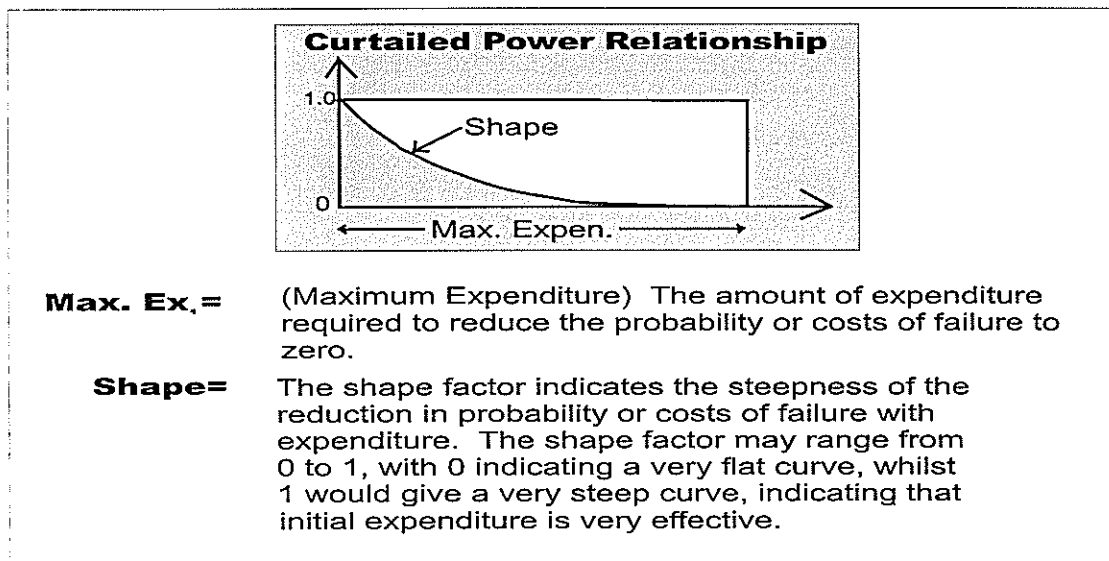 Curtailed Power Relationship
1.0
Shape
0
Max. Expen.
Max. Ex.= (Maximum Expenditure) The amount of expenditure
required to reduce the probability or costs of failure to
zero.
Shape= The shape factor indicates the steepness of the
reduction in probability or costs of failure with
expenditure. The shape factor may range from
0 to 1, with 0 indicating a very flat curve, whilst
1 would give a very steep curve, indicating that
initial expenditure is very effective.